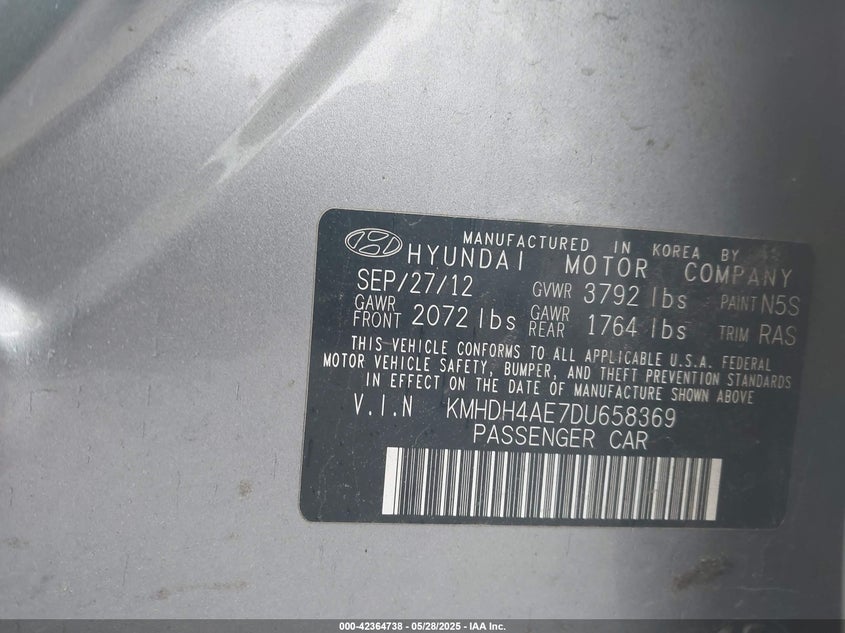 MANUFACTURED IN KOREA BY
HYUNDAI MOTOR COMPANY
SEP/27/12 GVWR 3792 lbs PAINT N5S
GAWR FRONT 2072 lbs GAWR REAR 1764 lbs TRIM RAS
THIS VEHICLE CONFORMS TO ALL APPLICABLE U.S.A. FEDERAL
MOTOR VEHICLE SAFETY, BUMPER, AND THEFT PREVENTION STANDARDS
IN EFFECT ON THE DATE OF MANUFACTURE SHOWN ABOVE
V.I.N KMHDH4AE7DU658369
PASSENGER CAR
000-42364738 - 05/28/2025 - IAA Inc.